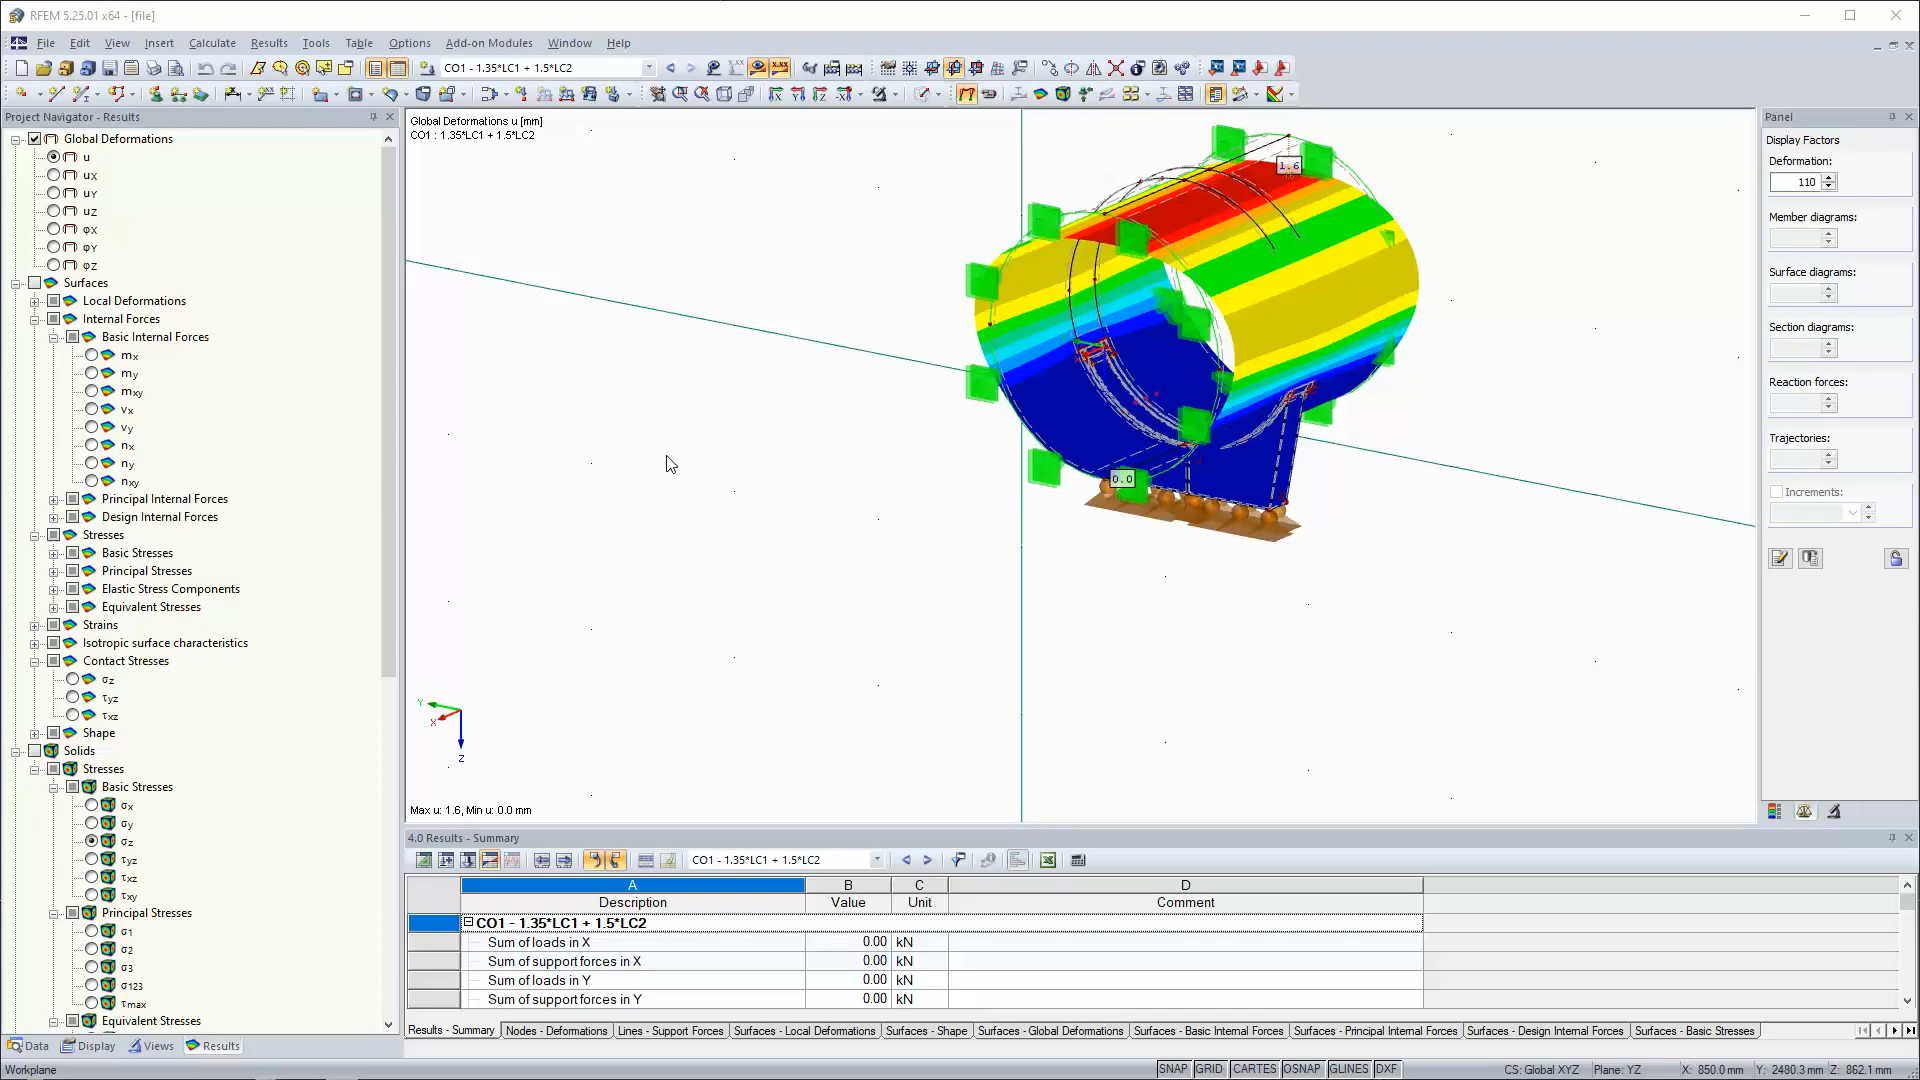 RFEM 5.25.01 x64 - [file]
File Edit View Insert Calculate Results Tools Table Options Add-on Modules Window Help
CO1 - 1.35*LC1 + 1.5*LC2
Project Navigator - Results
Global Deformations
u
uX
uY
uZ
φX
φY
φZ
Surfaces
Local Deformations
Internal Forces
Basic Internal Forces
mx
my
mxy
vx
vy
nx
ny
nxy
Principal Internal Forces
Design Internal Forces
Stresses
Basic Stresses
Principal Stresses
Elastic Stress Components
Equivalent Stresses
Strains
Isotropic surface characteristics
Contact Stresses
σz
τyz
τxz
Shape
Solids
Stresses
Basic Stresses
σx
σy
σz
τyz
τxz
τxy
Principal Stresses
σ1
σ2
σ3
σ123
τmax
Equivalent Stresses
Data Display Views Results
Global Deformations u [mm]
CO1 : 1.35*LC1 + 1.5*LC2
1.6
0.0
Y
X
Z
Max u: 1.6, Min u: 0.0 mm
Panel
Display Factors
Deformation:
110
Member diagrams:
Surface diagrams:
Section diagrams:
Reaction forces:
Trajectories:
Increments:
4.0 Results - Summary
CO1 - 1.35*LC1 + 1.5*LC2
A B C D
Description Value Unit Comment
CO1 - 1.35*LC1 + 1.5*LC2
Sum of loads in X 0.00 kN
Sum of support forces in X 0.00 kN
Sum of loads in Y 0.00 kN
Sum of support forces in Y 0.00 kN
Results - Summary Nodes - Deformations Lines - Support Forces Surfaces - Local Deformations Surfaces - Shape Surfaces - Global Deformations Surfaces - Basic Internal Forces Surfaces - Principal Internal Forces Surfaces - Design Internal Forces Surfaces - Basic Stresses
Workplane SNAP GRID CARTES OSNAP GLINES DXF CS: Global XYZ Plane: YZ X: 850.0 mm Y: 2480.3 mm Z: 862.1 mm